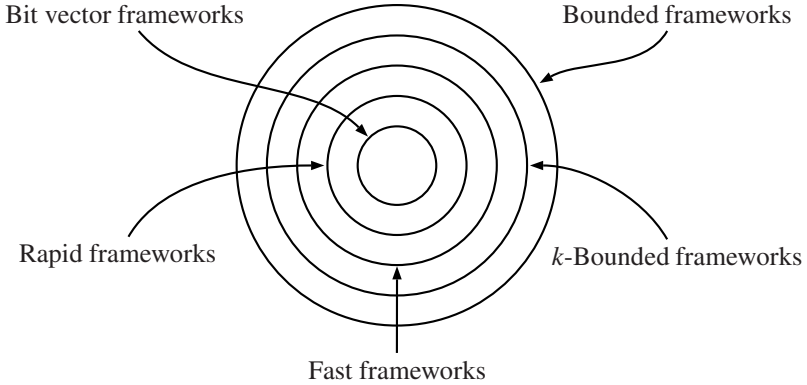 Bit vector frameworks
Bounded frameworks
Rapid frameworks
k-Bounded frameworks
Fast frameworks